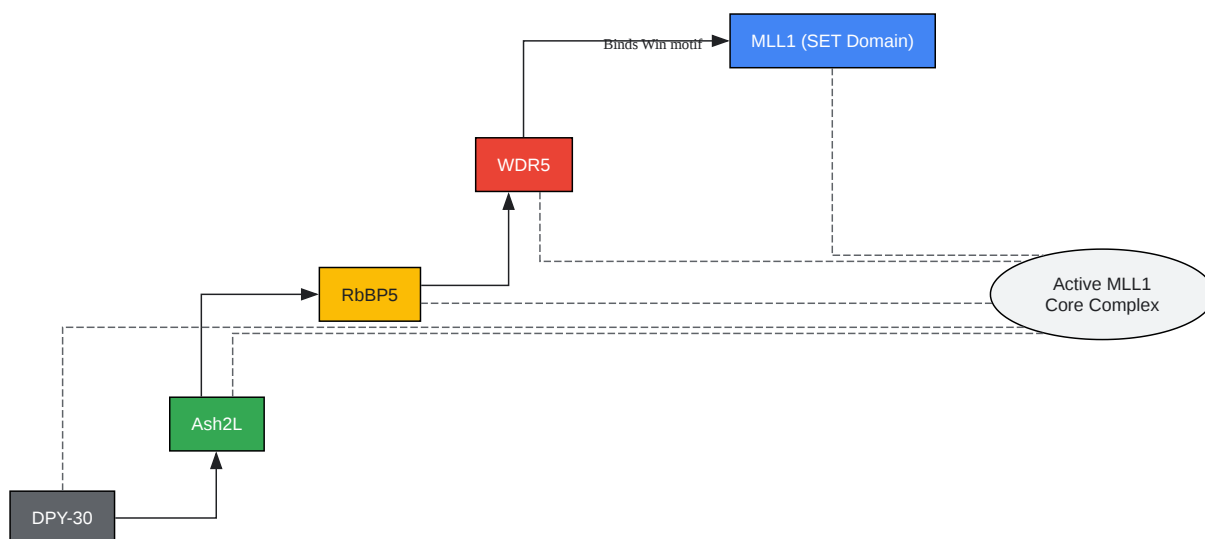 Binds Win motif
MLL1 (SET Domain)
WDR5
RbBP5
Active MLL1
Core Complex
Ash2L
DPY-30